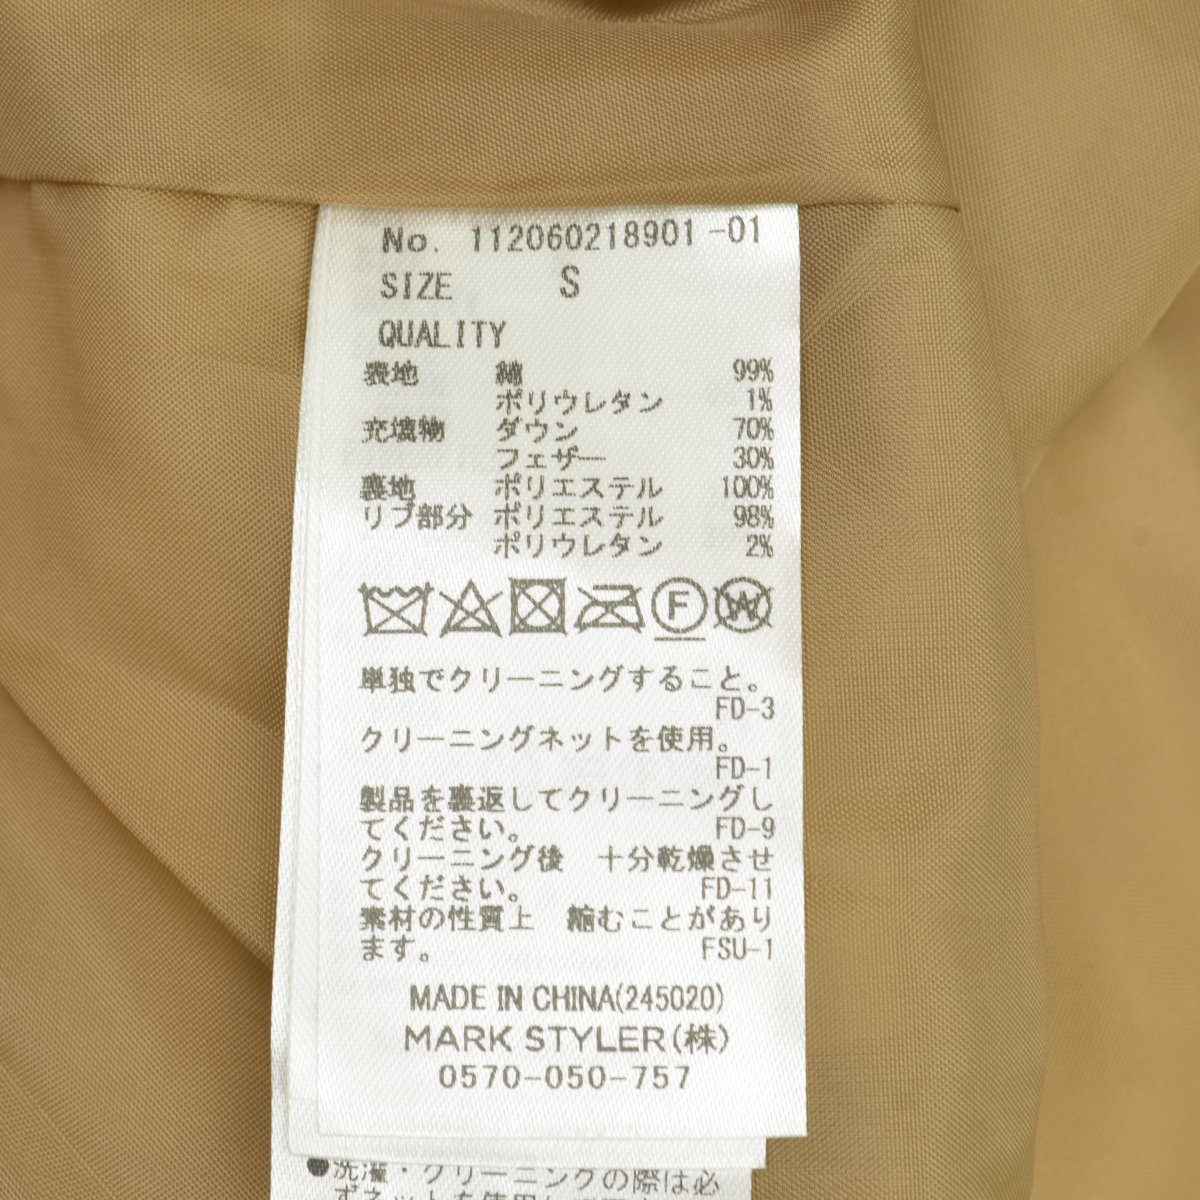 No. 112060218901-01
SIZE S
QUALITY
表地 綿 99%
ポリウレタン 1%
充填物 ダウン 70%
フェザー 30%
裏地 ポリエステル 100%
リブ部分 ポリエステル 98%
ポリウレタン 2%
F W
単独でクリーニングすること。
FD-3
クリーニングネットを使用。
FD-1
製品を裏返してクリーニングし
てください。 FD-9
クリーニング後 十分乾燥させ
てください。 FD-11
素材の性質上 縮むことがあり
ます。 FSU-1
MADE IN CHINA(245020)
MARK STYLER(株)
0570-050-757
●洗濯・クリーニングの際は必